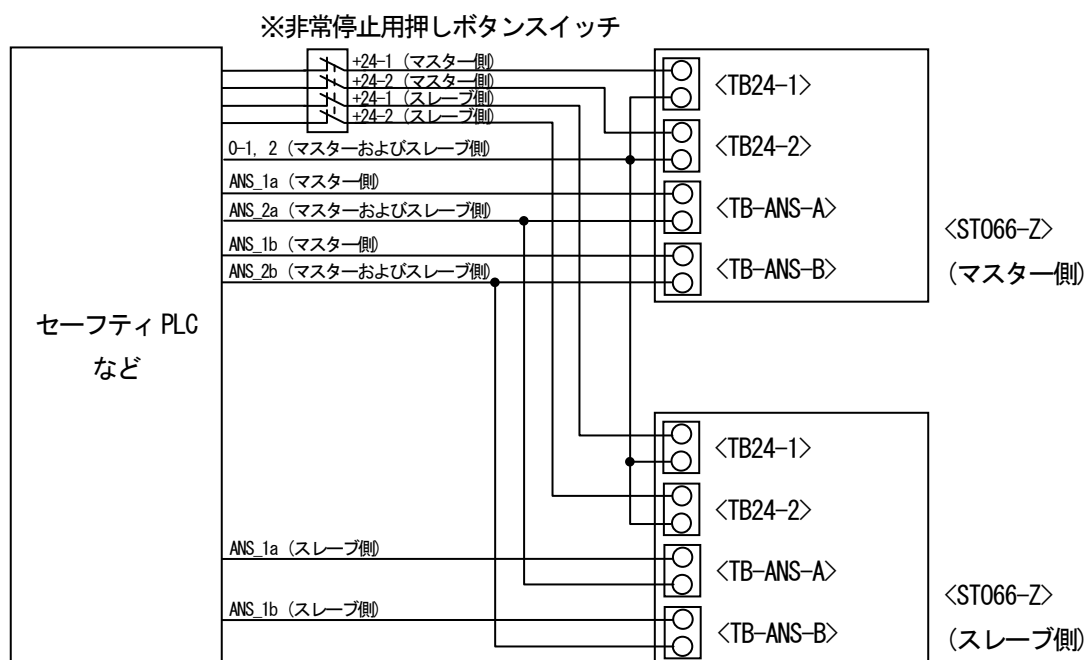 ※非常停止用押しボタンスイッチ
+24-1 (マスター側)
+24-2 (マスター側)
+24-1 (スレーブ側)
+24-2 (スレーブ側)
0-1, 2 (マスターおよびスレーブ側)
ANS_1a (マスター側)
ANS_2a (マスターおよびスレーブ側)
ANS_1b (マスター側)
ANS_2b (マスターおよびスレーブ側)
<TB24-1>
<TB24-2>
<TB-ANS-A>
<TB-ANS-B>
<ST066-Z>
(マスター側)
セーフティ PLC
など
ANS_1a (スレーブ側)
ANS_1b (スレーブ側)
<TB24-1>
<TB24-2>
<TB-ANS-A>
<TB-ANS-B>
<ST066-Z>
(スレーブ側)